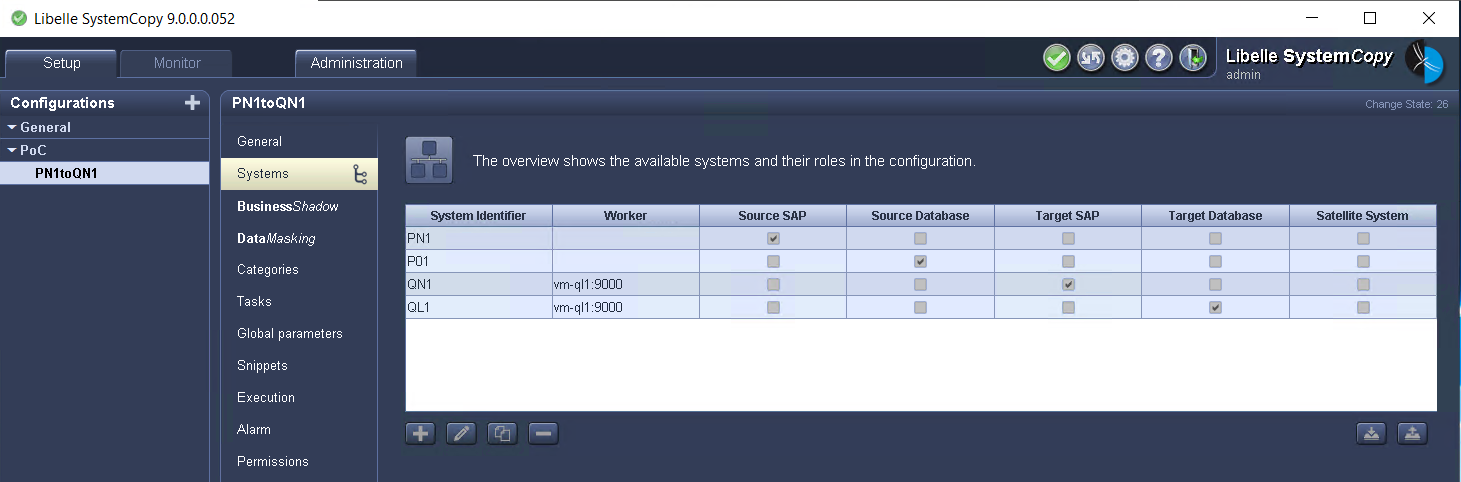 Libelle SystemCopy 9.0.0.0.052
Setup Monitor Administration
Libelle SystemCopy
admin
Configurations
General
PoC
PN1toQN1
PN1toQN1 Change State: 26
General
Systems
BusinessShadow
DataMasking
Categories
Tasks
Global parameters
Snippets
Execution
Alarm
Permissions
The overview shows the available systems and their roles in the configuration.
System Identifier Worker Source SAP Source Database Target SAP Target Database Satellite System
PN1
P01
QN1 vm-ql1:9000
QL1 vm-ql1:9000